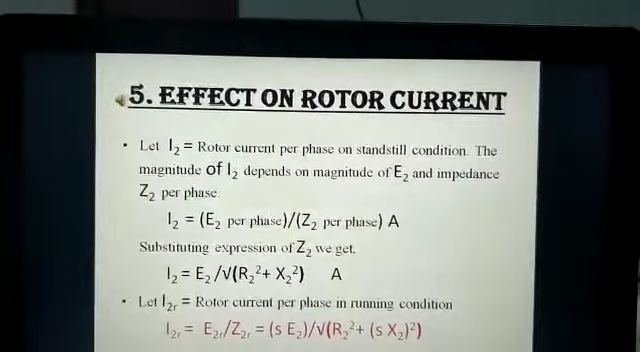 5. EFFECT ON ROTOR CURRENT
• Let I₂ = Rotor current per phase on standstill condition. The
magnitude of I₂ depends on magnitude of E₂ and impedance
Z₂ per phase.
I₂ = (E₂ per phase)/(Z₂ per phase) A
Substituting expression of Z₂ we get,
I₂ = E₂ /√(R₂²+ X₂²) A
• Let I₂ᵣ = Rotor current per phase in running condition
I₂ᵣ = E₂ᵣ/Z₂ᵣ = (s E₂)/√(R₂²+ (s X₂)²)